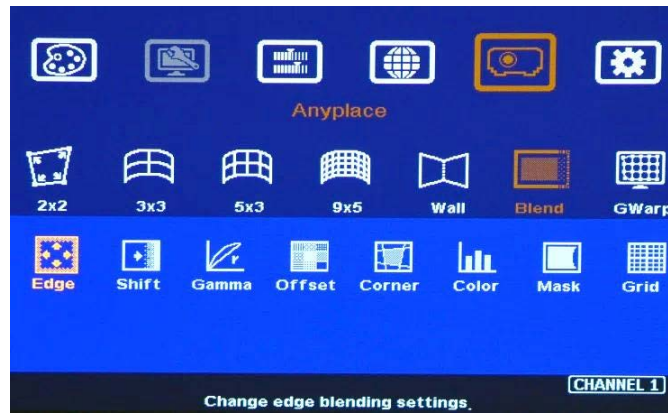 Anyplace
2x2 3x3 5x3 9x5 Wall Blend GWarp
Edge Shift Gamma Offset Corner Color Mask Grid
CHANNEL 1
Change edge blending settings.